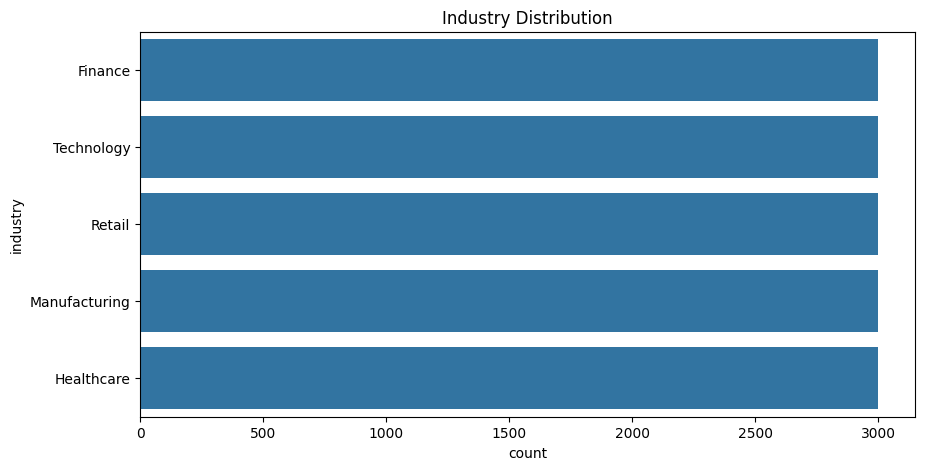 Industry Distribution
Finance
Technology
Retail
Manufacturing
Healthcare
industry
0 500 1000 1500 2000 2500 3000
count